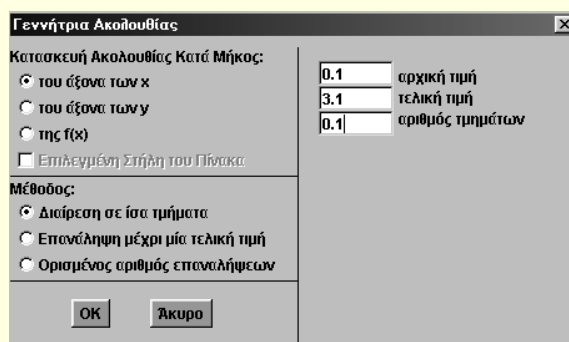 Γεννήτρια Ακολουθίας
Κατασκευή Ακολουθίας Κατά Μήκος:
του άξονα των x
του άξονα των y
της f(x)
Επιλεγμένη Στήλη του Πίνακα
Μέθοδος:
Διαίρεση σε ίσα τμήματα
Επανάληψη μέχρι μία τελική τιμή
Ορισμένος αριθμός επαναλήψεων
OK Άκυρο
0.1 αρχική τιμή
3.1 τελική τιμή
0.1 αριθμός τμημάτων